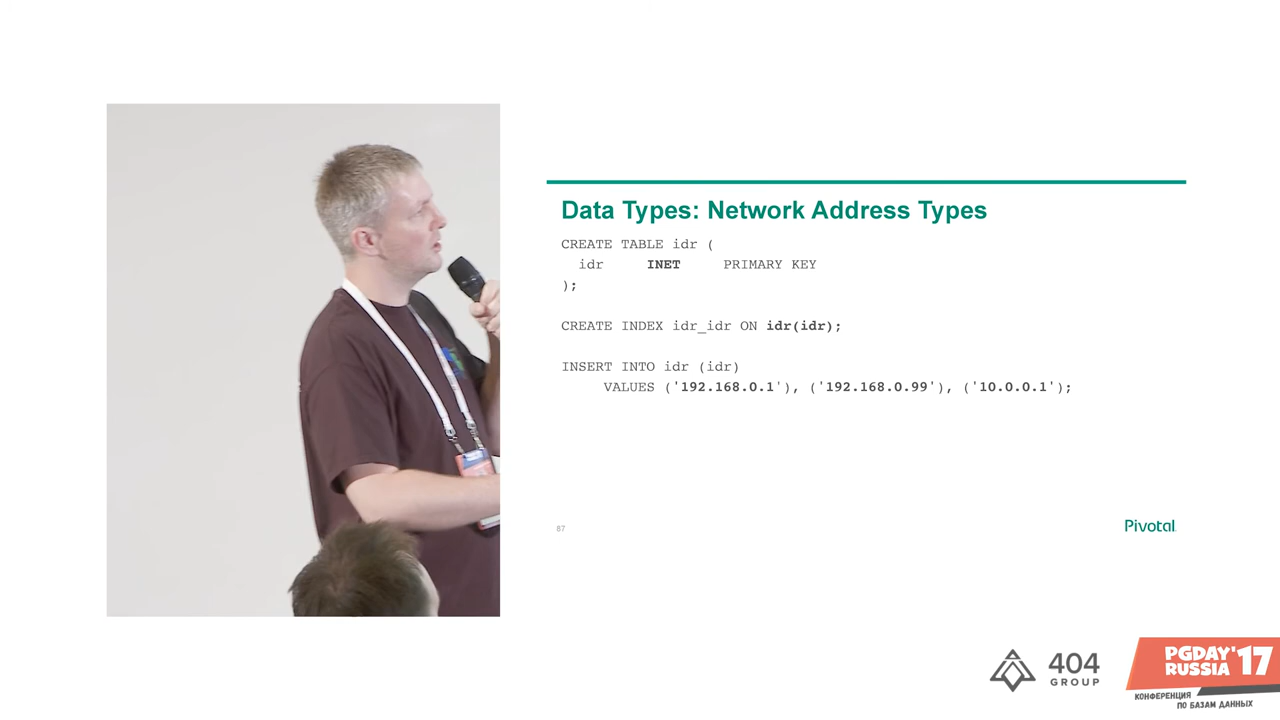 Data Types: Network Address Types
CREATE TABLE idr (
idr INET PRIMARY KEY
);
CREATE INDEX idr_idr ON idr(idr);
INSERT INTO idr (idr)
VALUES ('192.168.0.1'), ('192.168.0.99'), ('10.0.0.1');
87
Pivotal
404
GROUP
PGDAY'17
RUSSIA
КОНФЕРЕНЦИЯ
ПО БАЗАМ ДАННЫХ